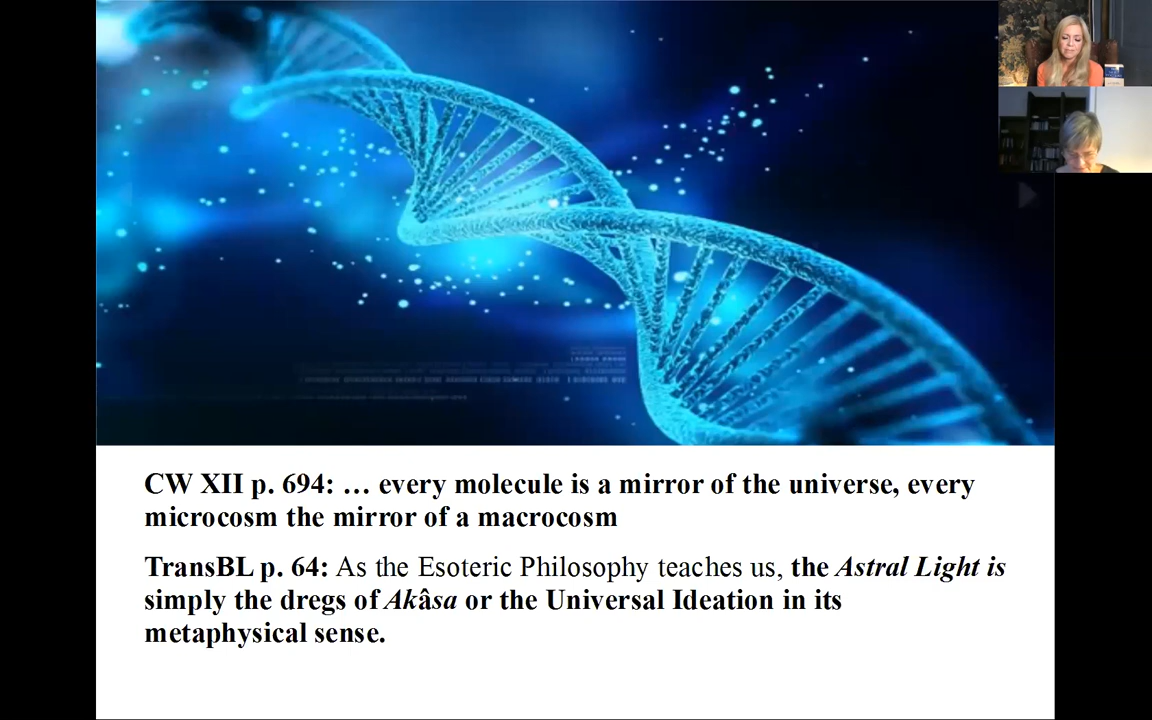 CW XII p. 694: … every molecule is a mirror of the universe, every
microcosm the mirror of a macrocosm
TransBL p. 64: As the Esoteric Philosophy teaches us, the Astral Light is
simply the dregs of Akâsa or the Universal Ideation in its
metaphysical sense.